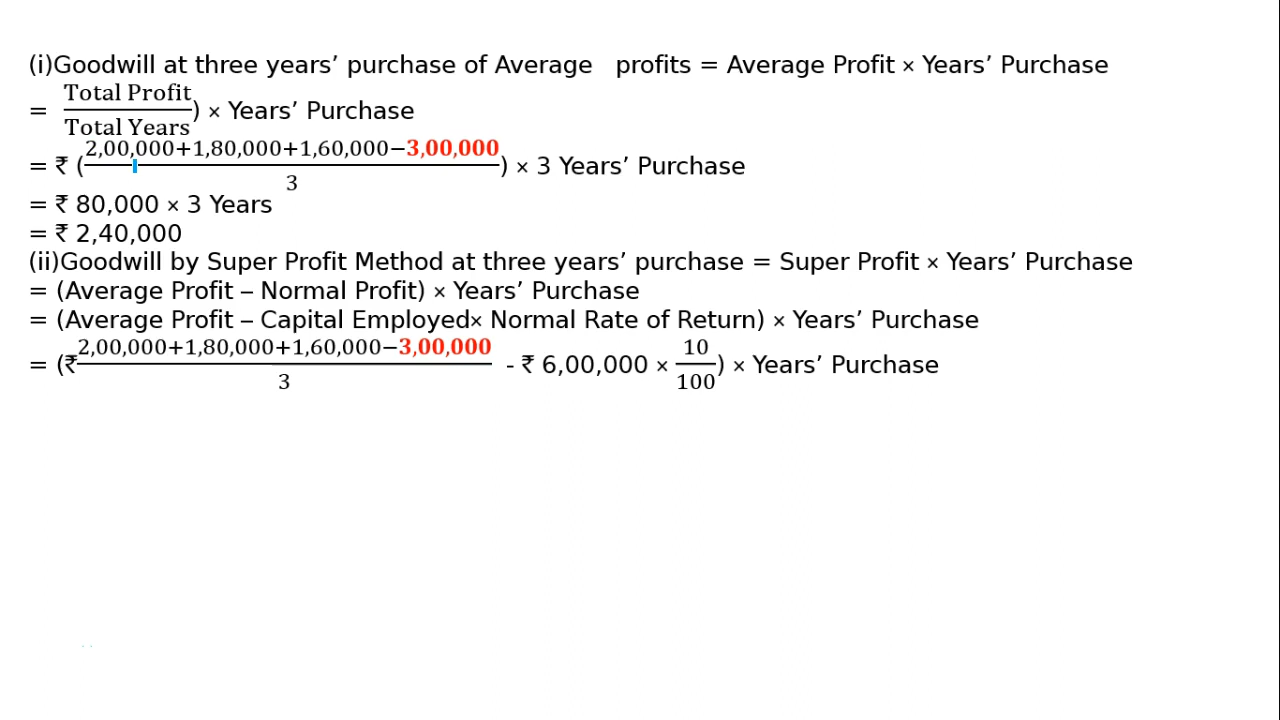 (i)Goodwill at three years’ purchase of Average profits = Average Profit × Years’ Purchase
= Total Profit/Total Years) × Years’ Purchase
= ₹ (2,00,000+1,80,000+1,60,000−3,00,000/3) × 3 Years’ Purchase
= ₹ 80,000 × 3 Years
= ₹ 2,40,000
(ii)Goodwill by Super Profit Method at three years’ purchase = Super Profit × Years’ Purchase
= (Average Profit – Normal Profit) × Years’ Purchase
= (Average Profit – Capital Employed× Normal Rate of Return) × Years’ Purchase
= (₹2,00,000+1,80,000+1,60,000−3,00,000/3 - ₹ 6,00,000 × 10/100) × Years’ Purchase